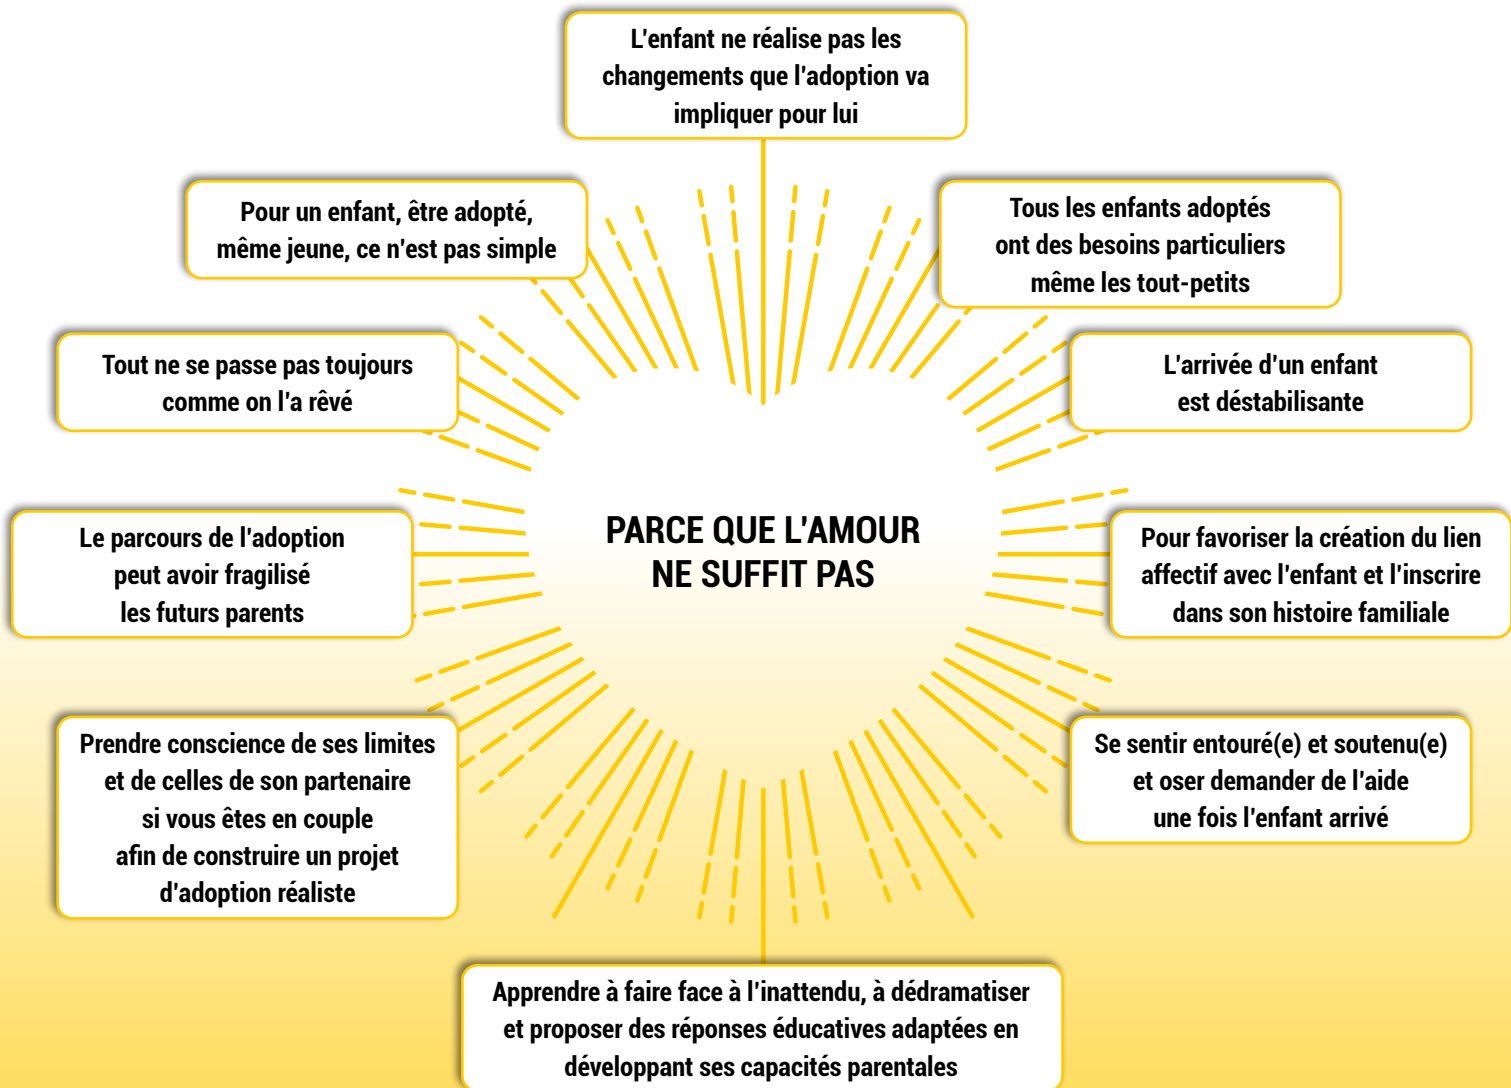 L'enfant ne réalise pas les
changements que l'adoption va
impliquer pour lui
Pour un enfant, être adopté,
même jeune, ce n'est pas simple
Tous les enfants adoptés
ont des besoins particuliers
même les tout-petits
Tout ne se passe pas toujours
comme on l'a rêvé
L'arrivée d'un enfant
est déstabilisante
PARCE QUE L'AMOUR
NE SUFFIT PAS
Le parcours de l'adoption
peut avoir fragilisé
les futurs parents
Pour favoriser la création du lien
affectif avec l'enfant et l'inscrire
dans son histoire familiale
Prendre conscience de ses limites
et de celles de son partenaire
si vous êtes en couple
afin de construire un projet
d'adoption réaliste
Se sentir entouré(e) et soutenu(e)
et oser demander de l'aide
une fois l'enfant arrivé
Apprendre à faire face à l'inattendu, à dédramatiser
et proposer des réponses éducatives adaptées en
développant ses capacités parentales